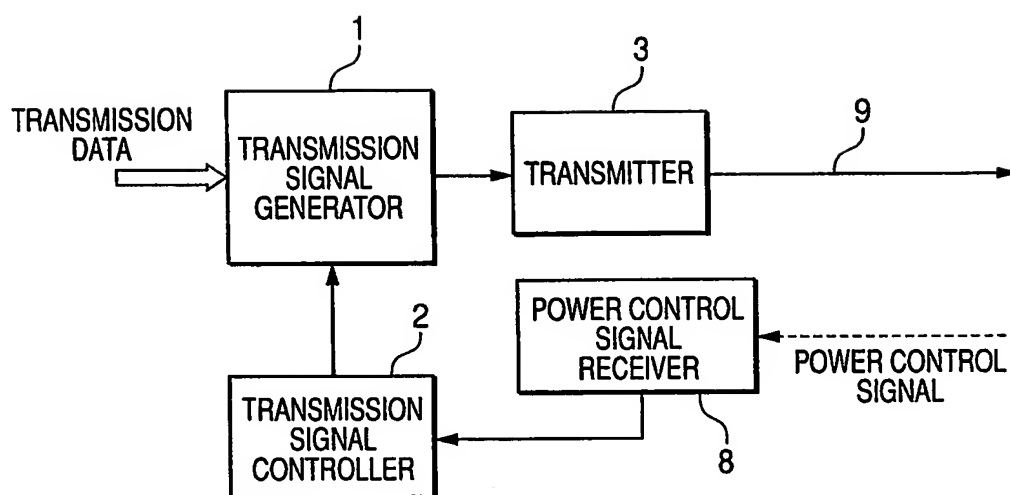 1
3
9
TRANSMISSION
DATA
TRANSMISSION
SIGNAL
GENERATOR
TRANSMITTER
2
POWER CONTROL
SIGNAL
RECEIVER
POWER CONTROL
SIGNAL
TRANSMISSION
SIGNAL
CONTROLLER
8